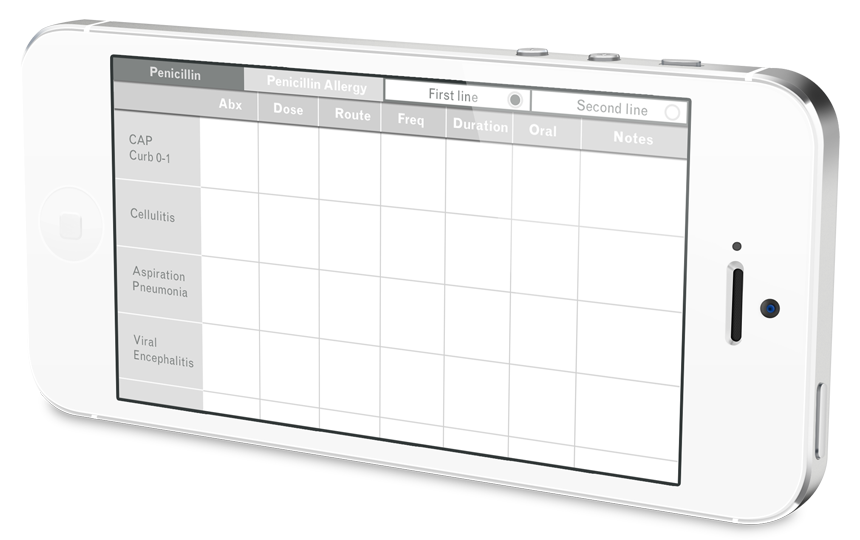 Penicillin
Penicillin Allergy
First line
Second line
Abx
Dose
Route
Freq
Duration
Oral
Notes
CAP
Curb 0-1
Cellulitis
Aspiration
Pneumonia
Viral
Encephalitis